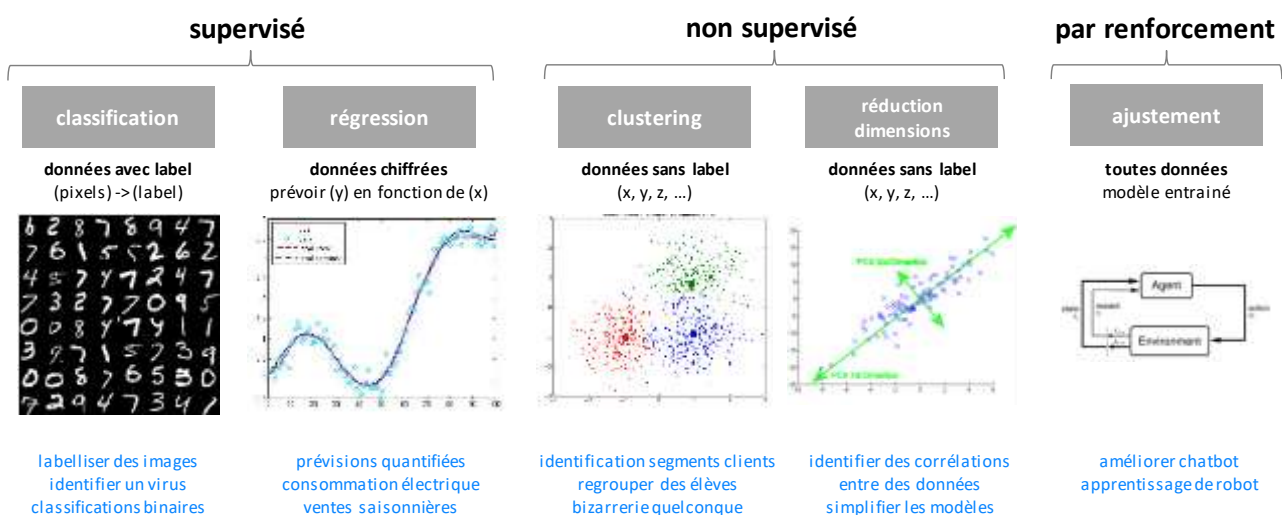 supervisé
non supervisé
par renforcement
classification
régression
clustering
réduction
dimensions
ajustement
données avec label
(pixels) -> (label)
données chiffrées
prévoir (y) en fonction de (x)
données sans label
(x, y, z, ...)
données sans label
(x, y, z, ...)
toutes données
modèle entrainé
Agent
Environment
labelliser des images
identifier un virus
classifications binaires
prévisions quantifiées
consommation électrique
ventes saisonnières
identification segments clients
regrouper des élèves
bizarrerie quelconque
identifier des corrélations
entre des données
simplifier les modèles
améliorer chatbot
apprentissage de robot